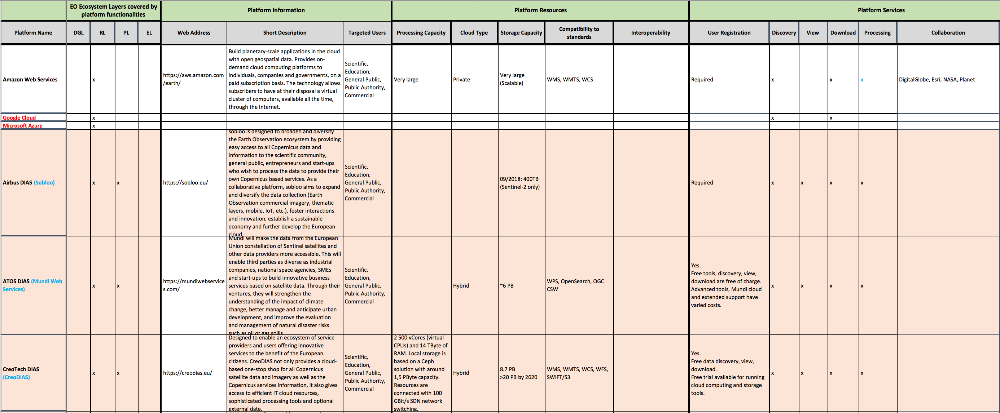 EO Ecosystem Layers covered by
platform functionalities
Platform Information
Platform Resources
Platform Services
Platform Name
DGL
RL
PL
EL
Web Address
Short Description
Targeted Users
Processing Capacity
Cloud Type
Storage Capacity
Compatibility to
standards
Interoperability
User Registration
Discovery
View
Download
Processing
Collaboration
Amazon Web Services
x
https://aws.amazon.com
/earth/
Build planetary-scale applications in the cloud
with open geospatial data. Provides on-
demand cloud computing platforms to
individuals, companies and governments, on a
paid subscription basis. The technology allows
subscribers to have at their disposal a virtual
cluster of computers, available all the time,
through the Internet.
Scientific,
Education,
General Public,
Public Authority,
Commercial
Very large
Private
Very large
(Scalable)
WMS, WMTS, WCS
Required
x
x
x
DigitalGlobe, Esri, NASA, Planet
Google Cloud
x
x
x
Microsoft Azure
x
Airbus DIAS (Sobloo)
x
x
https://sobloo.eu/
sobloo is designed to broaden and diversify
the Earth Observation ecosystem by providing
easy access to all Copernicus data and
information to the scientific community,
general public, entrepreneurs and start-ups
who wish to process the data to provide their
own Copernicus based services. As a
collaborative platform, sobloo aims to expand
and diversify the data collection (Earth
Observation commercial imagery, thematic
layers, mobile, IoT, etc.), foster interactions
and innovation, establish a sustainable
economy and further develop the European
cloud.
Scientific,
Education,
General Public,
Public Authority,
Commercial
09/2018: 400TB
(Sentinel-2 only)
Required
x
x
x
x
ATOS DIAS (Mundi Web
Services)
x
x
https://mundiwebservice
s.com/
Mundi will make the data from the European
Union constellation of Sentinel satellites and
other data providers more accessible. This will
enable third parties as diverse as industrial
companies, national space agencies, SMEs
and start-ups to build innovative business
services based on satellite data. Through their
ventures, they will strengthen the
understanding of the impact of climate
change, better manage and anticipate urban
development, and improve the evaluation
and management of natural disaster risks
such as oil or gas spills.
Scientific,
Education,
General Public,
Public Authority,
Commercial
Hybrid
~6 PB
WPS, OpenSearch, OGC
CSW
Yes.
Free tools, discovery, view,
download are free of charge.
Advanced tools, Mundi cloud
and extended support have
varied costs.
x
x
x
x
CreoTech DIAS
(CreoDIAS)
x
x
https://creodias.eu/
Designed to enable an ecosystem of service
providers and users offering innovative
services to the benefit of the European
citizens. CreoDIAS not only provides a cloud-
based one-stop shop for all Copernicus
satellite data and imagery as well as the
Copernicus services information, it also gives
access to efficient IT cloud resources,
sophisticated processing tools and optional
external data.
Scientific,
Education,
General Public,
Public Authority,
Commercial
2 500 vCores (virtual
CPUs) and 14 TByte of
RAM. Local storage is
based on a Ceph
solution with around
1,5 PByte capacity.
Resources are
connected with 100
GBit/s SDN network
switching.
Hybrid
8.7 PB
>20 PB by 2020
WMS, WMTS, WCS, WFS,
SWIFT/S3
Yes.
Free data discovery, view,
download.
Free trial available for running
cloud computing and storage
tools.
x
x
x
x